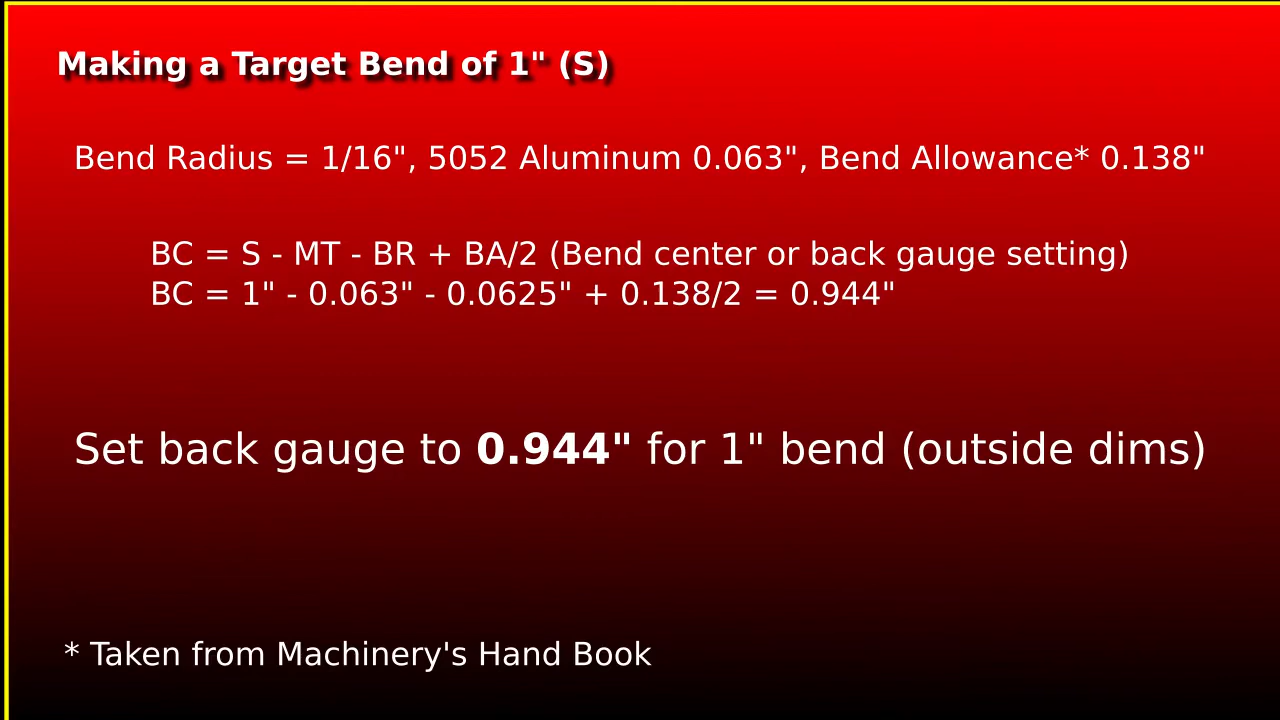 Making a Target Bend of 1" (S)
Bend Radius = 1/16", 5052 Aluminum 0.063", Bend Allowance* 0.138"
BC = S - MT - BR + BA/2 (Bend center or back gauge setting)
BC = 1" - 0.063" - 0.0625" + 0.138/2 = 0.944"
Set back gauge to 0.944" for 1" bend (outside dims)
* Taken from Machinery's Hand Book